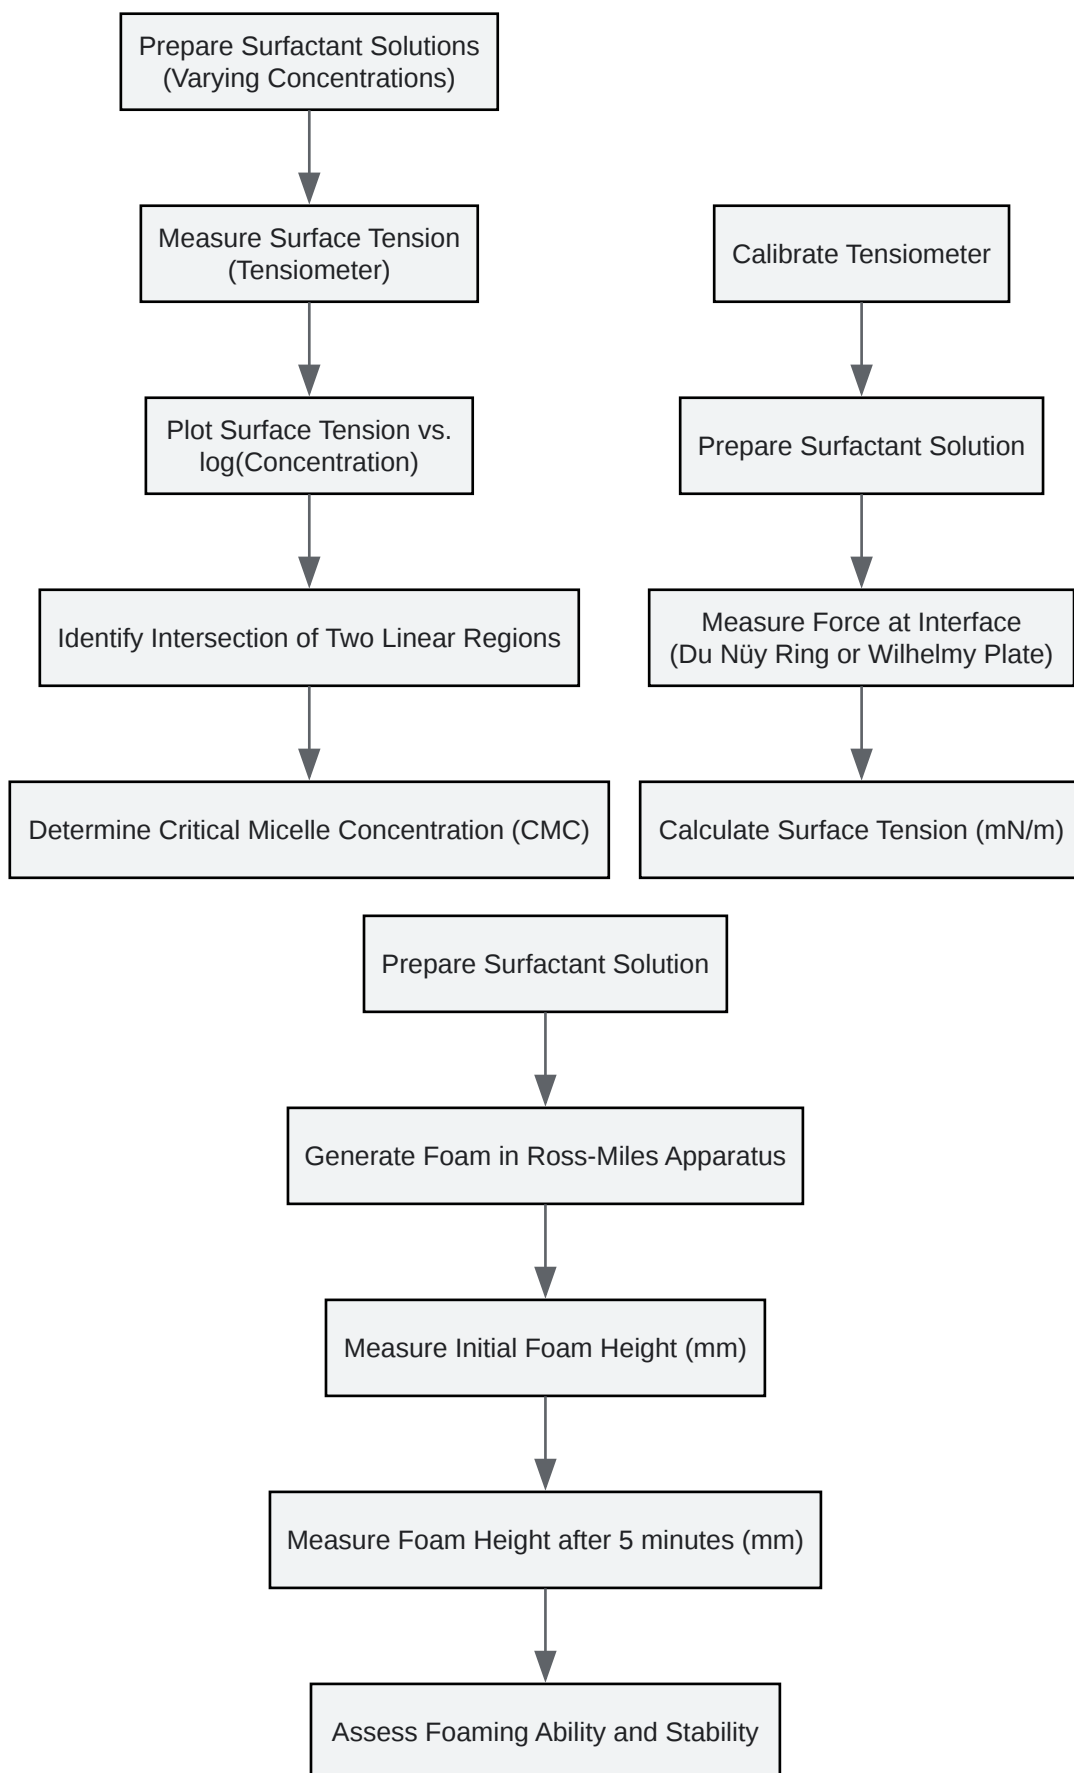 Prepare Surfactant Solutions
(Varying Concentrations)
Measure Surface Tension
(Tensiometer)
Plot Surface Tension vs.
log(Concentration)
Identify Intersection of Two Linear Regions
Determine Critical Micelle Concentration (CMC)
Calibrate Tensiometer
Prepare Surfactant Solution
Measure Force at Interface
(Du Nüy Ring or Wilhelmy Plate)
Calculate Surface Tension (mN/m)
Prepare Surfactant Solution
Generate Foam in Ross-Miles Apparatus
Measure Initial Foam Height (mm)
Measure Foam Height after 5 minutes (mm)
Assess Foaming Ability and Stability